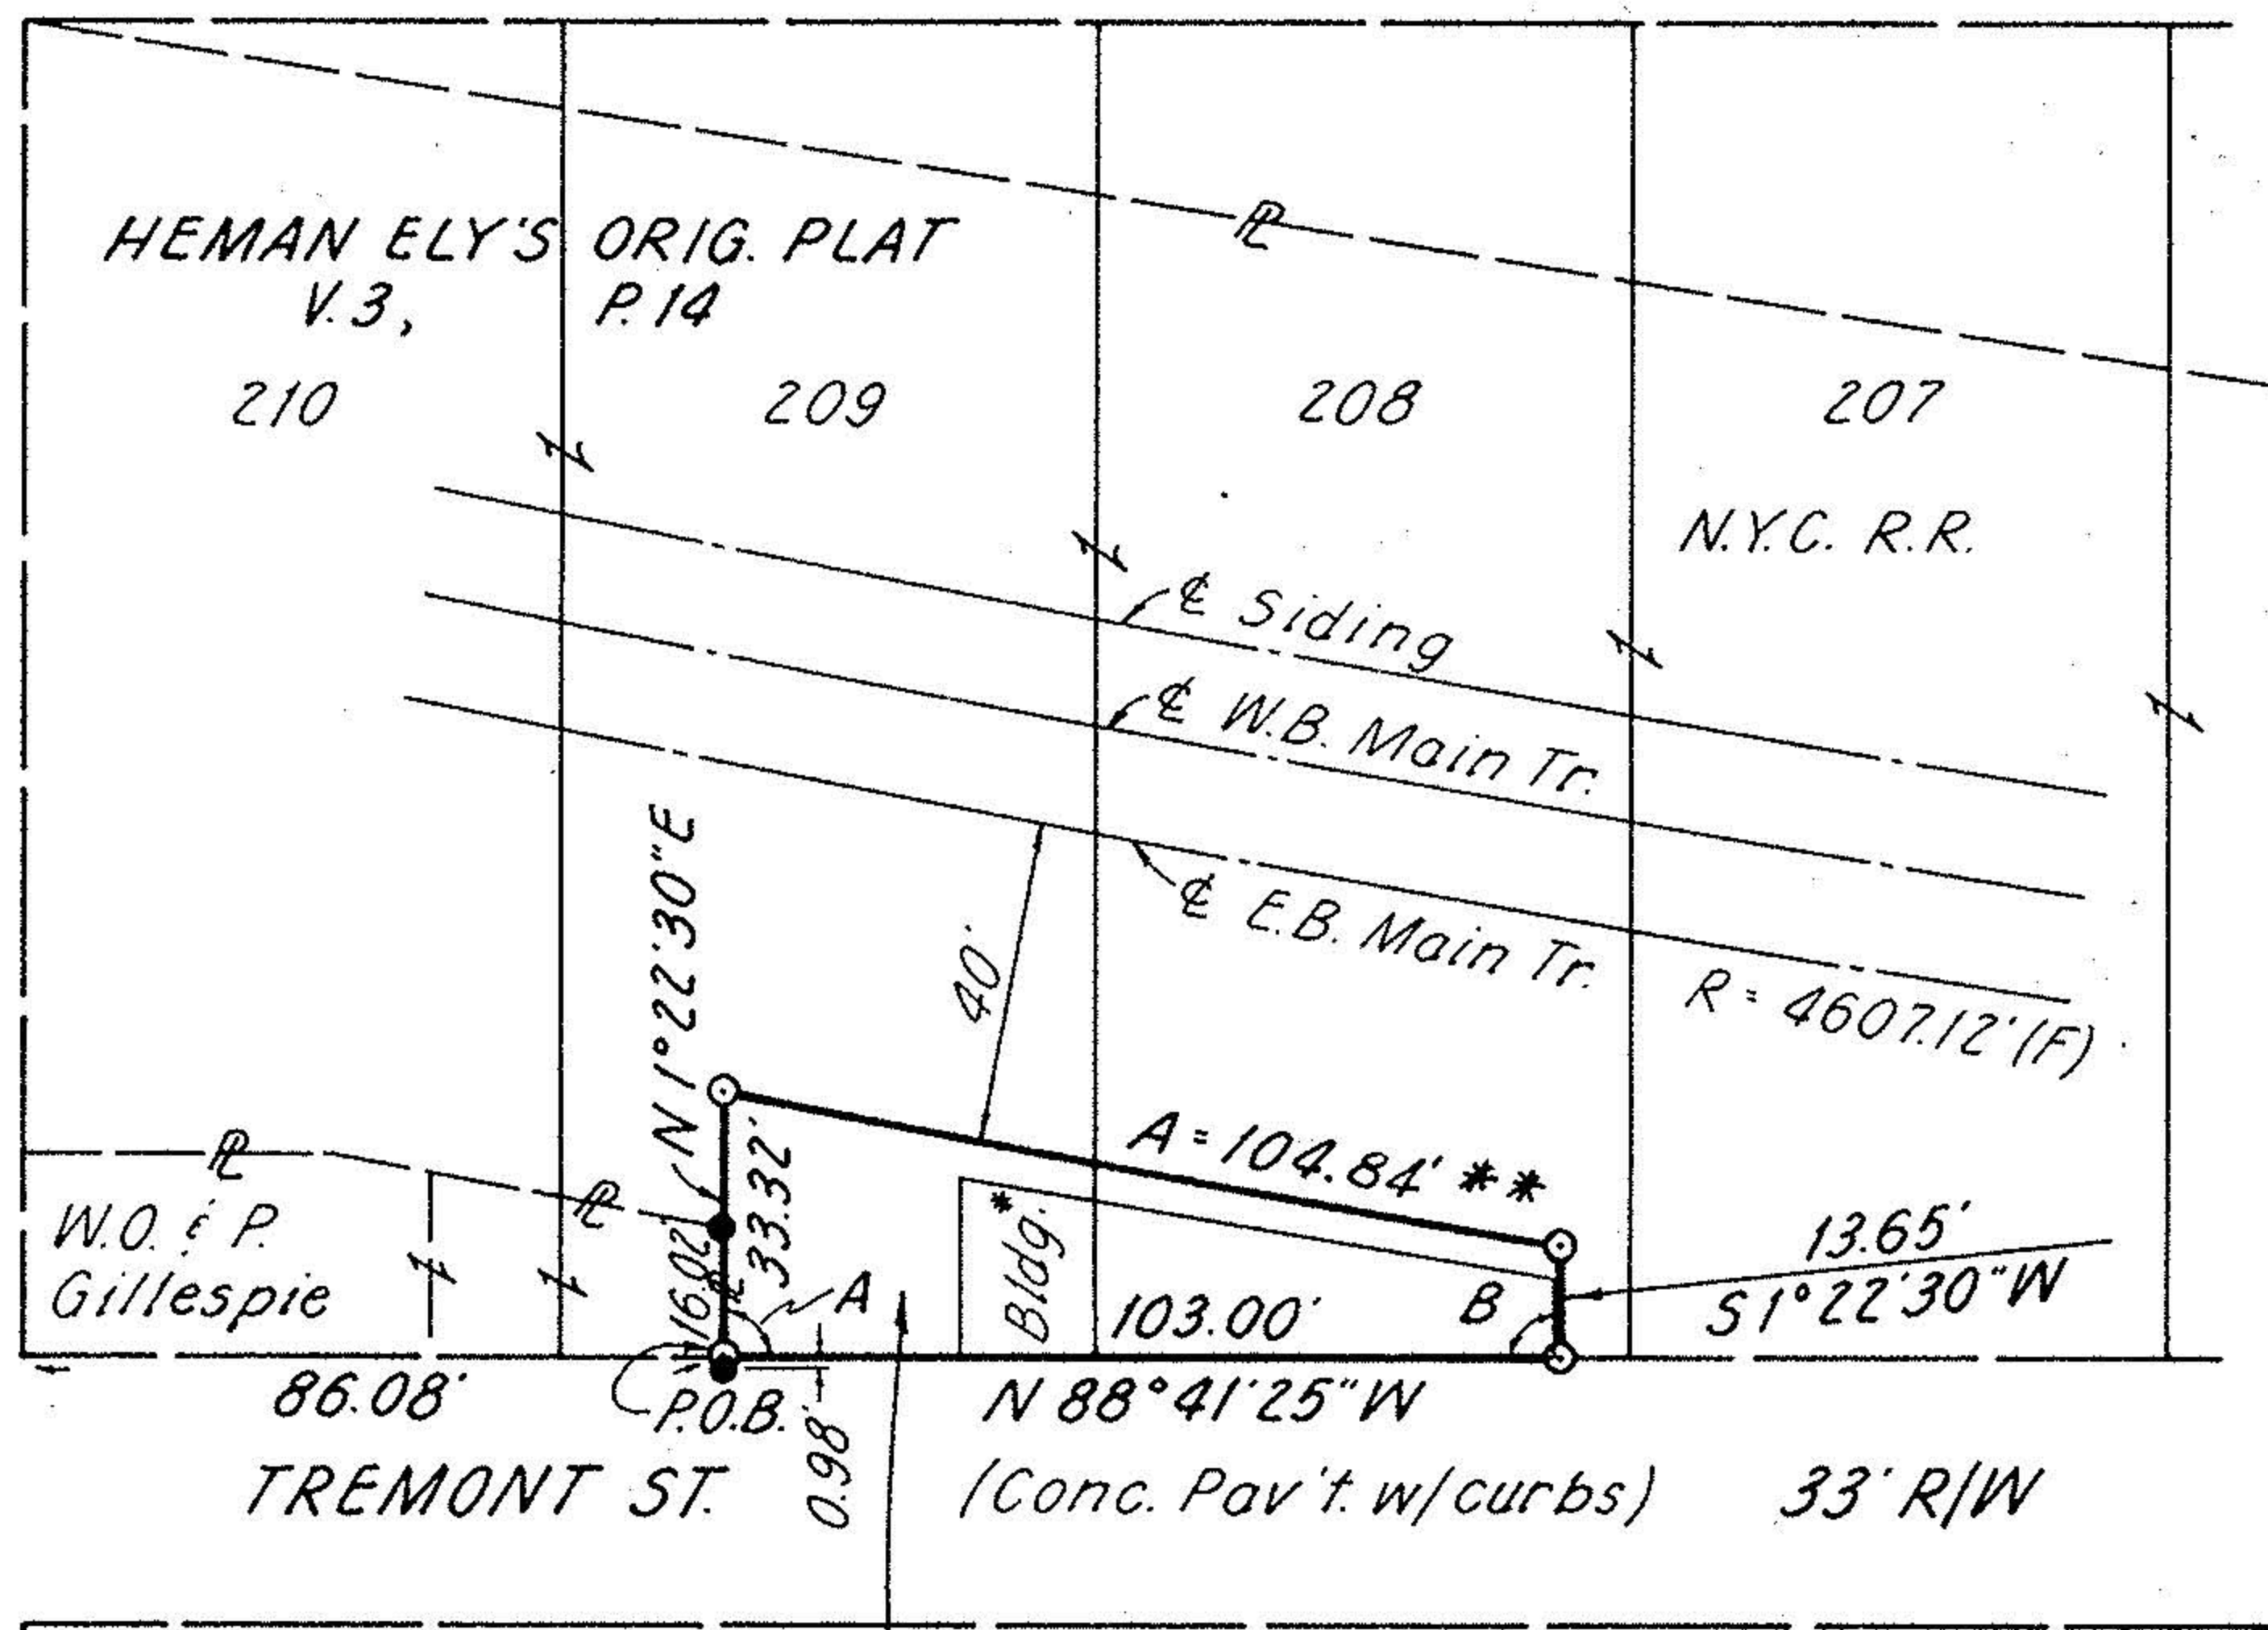 HEMAN ELY'S ORIG. PLAT
V. 3, P. 14
210
209
208
207
N.Y.C. R.R.
℄ Siding
℄ W.B. Main Tr.
℄ E.B. Main Tr.
R = 4607.12' (F)
40'
N 1°22'30"E
33.32'
16.02'
A = 104.84' **
℄ Bldg.*
W.O. & P.
Gillespie
A
B
103.00'
13.65'
S 1°22'30"W
86.08'
P.O.B.
0.98'
N 88°41'25"W
TREMONT ST.
(Conc. Pav't. w/curbs)
33' R/W